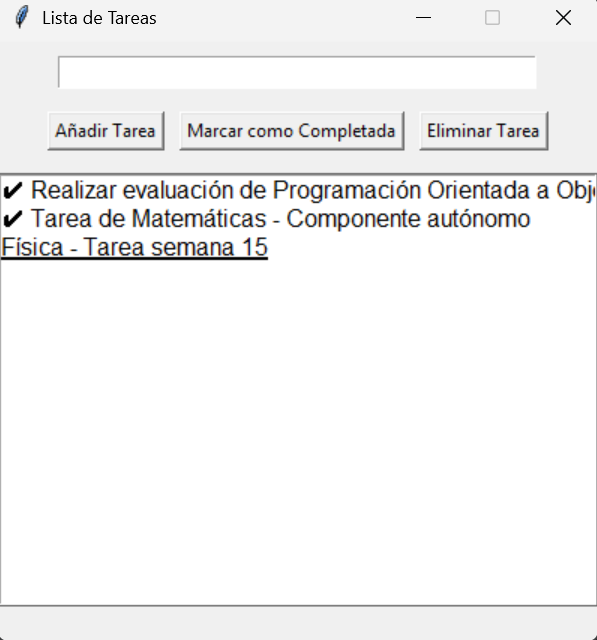 Lista de Tareas
Añadir Tarea
Marcar como Completada
Eliminar Tarea
✔ Realizar evaluación de Programación Orientada a Obj
✔ Tarea de Matemáticas - Componente autónomo
Física - Tarea semana 15